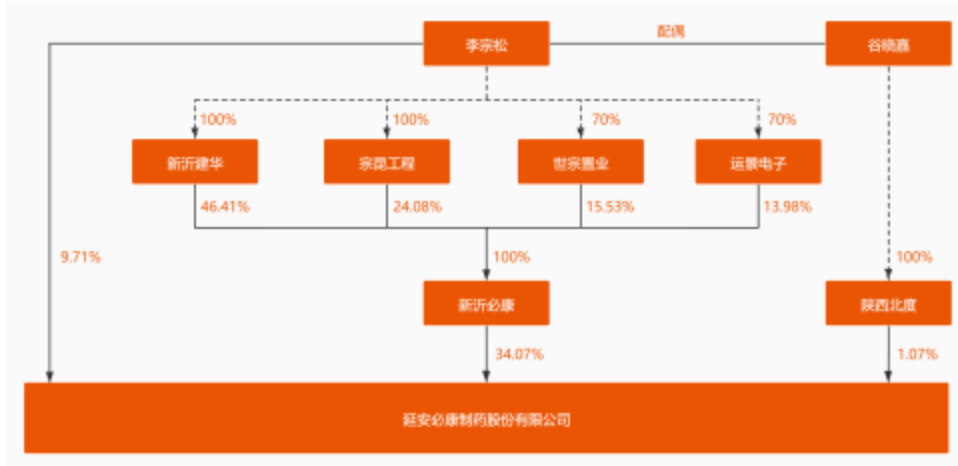 李宗松
配偶
谷晓嘉
100%
100%
70%
70%
新沂建华
宗昆工程
世宗置业
运景电子
46.41%
24.08%
15.53%
13.98%
9.71%
100%
100%
新沂必康
陕西北度
34.07%
1.07%
延安必康制药股份有限公司